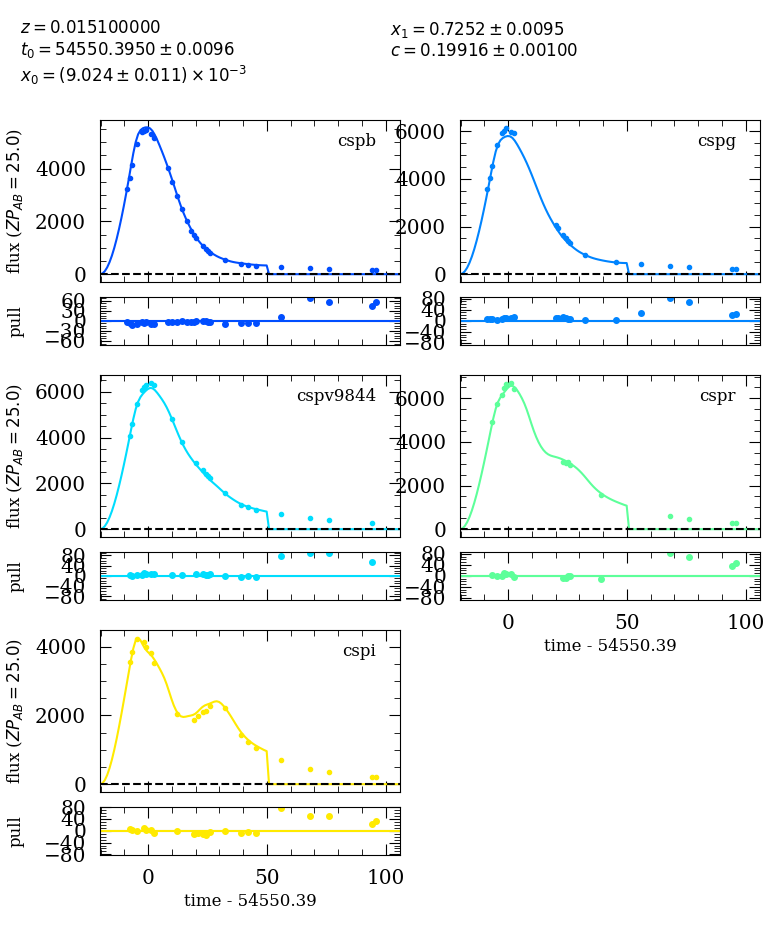 z = 0.015100000
t₀ = 54550.3950 ± 0.0096
x₀ = (9.024 ± 0.011) × 10⁻³
x₁ = 0.7252 ± 0.0095
c = 0.19916 ± 0.00100
cspb
flux (ZP_AB = 25.0)
4000
2000
0
pull
60
30
0
−30
−60
cspg
6000
4000
2000
0
80
40
0
−40
−80
cspv9844
flux (ZP_AB = 25.0)
6000
4000
2000
0
pull
80
40
0
−40
−80
cspr
6000
4000
2000
0
80
40
0
−40
−80
0 50 100
time - 54550.39
cspi
flux (ZP_AB = 25.0)
4000
2000
0
pull
80
40
0
−40
−80
0 50 100
time - 54550.39